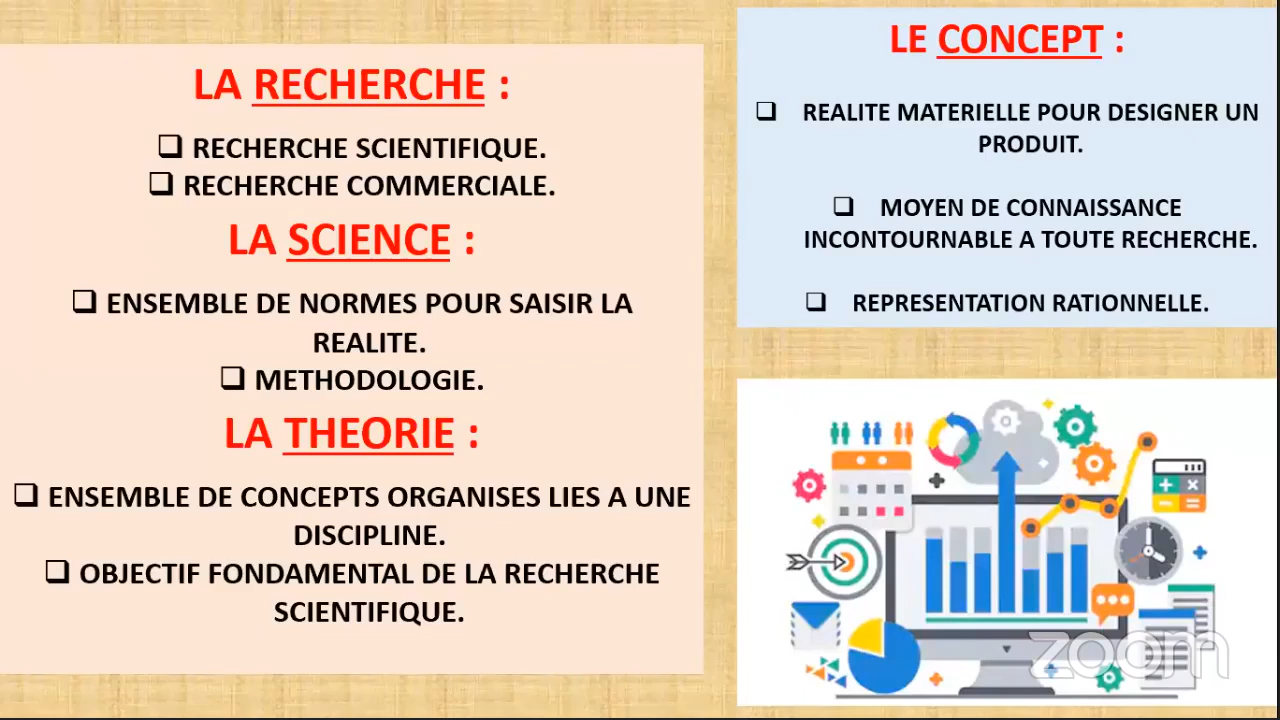 LA RECHERCHE :
❑ RECHERCHE SCIENTIFIQUE.
❑ RECHERCHE COMMERCIALE.
LA SCIENCE :
❑ ENSEMBLE DE NORMES POUR SAISIR LA
REALITE.
❑ METHODOLOGIE.
LA THEORIE :
❑ ENSEMBLE DE CONCEPTS ORGANISES LIES A UNE
DISCIPLINE.
❑ OBJECTIF FONDAMENTAL DE LA RECHERCHE
SCIENTIFIQUE.
LE CONCEPT :
❑ REALITE MATERIELLE POUR DESIGNER UN
PRODUIT.
❑ MOYEN DE CONNAISSANCE
INCONTOURNABLE A TOUTE RECHERCHE.
❑ REPRESENTATION RATIONNELLE.
zoom